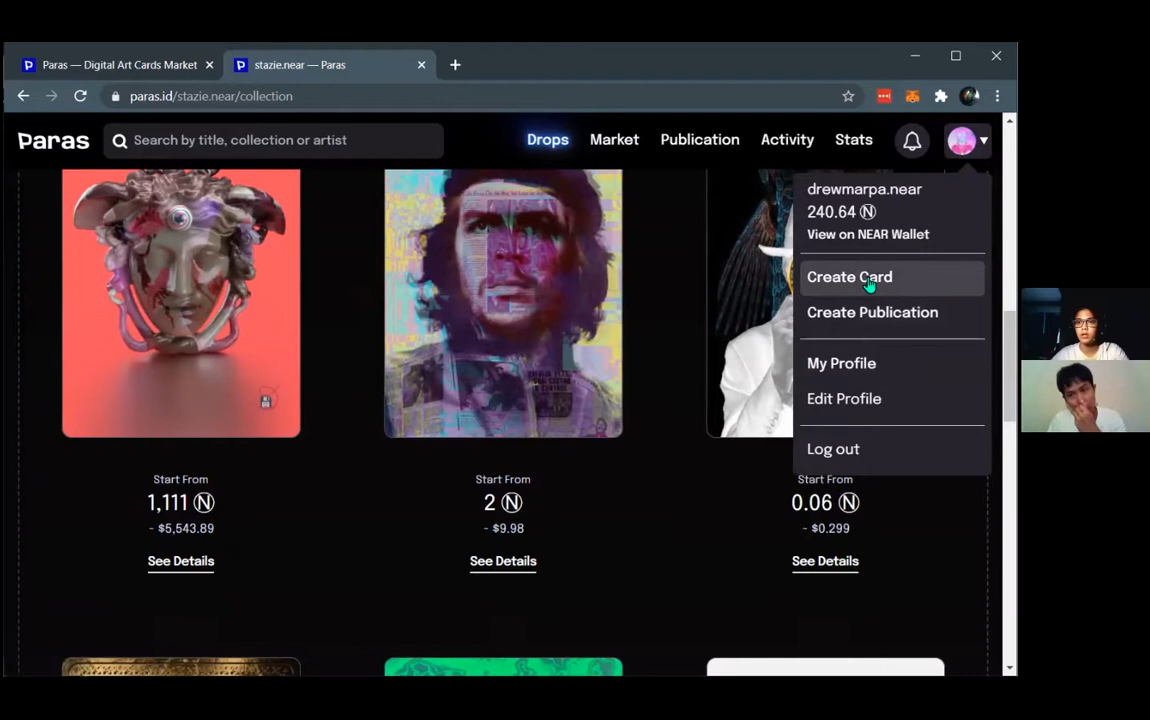 Paras — Digital Art Cards Market
stazie.near — Paras
paras.id/stazie.near/collection
Paras
Search by title, collection or artist
Drops
Market
Publication
Activity
Stats
drewmarpa.near
240.64 Ⓝ
View on NEAR Wallet
Create Card
Create Publication
My Profile
Edit Profile
Log out
Start From
1,111 Ⓝ
~ $5,543.89
See Details
Start From
2 Ⓝ
~ $9.98
See Details
Start From
0.06 Ⓝ
~ $0.299
See Details